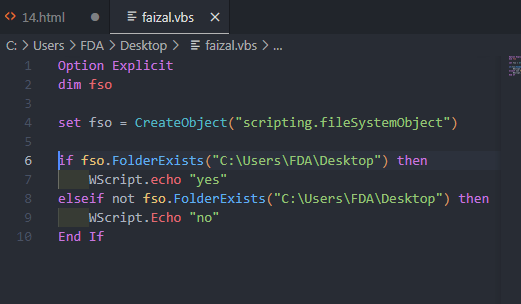 <> 14.html ● faizal.vbs ×
C: > Users > FDA > Desktop > faizal.vbs > ...
1 Option Explicit
2 dim fso
3
4 set fso = CreateObject("scripting.fileSystemObject")
5
6 if fso.FolderExists("C:\Users\FDA\Desktop") then
7 WScript.echo "yes"
8 elseif not fso.FolderExists("C:\Users\FDA\Desktop") then
9 WScript.Echo "no"
10 End If